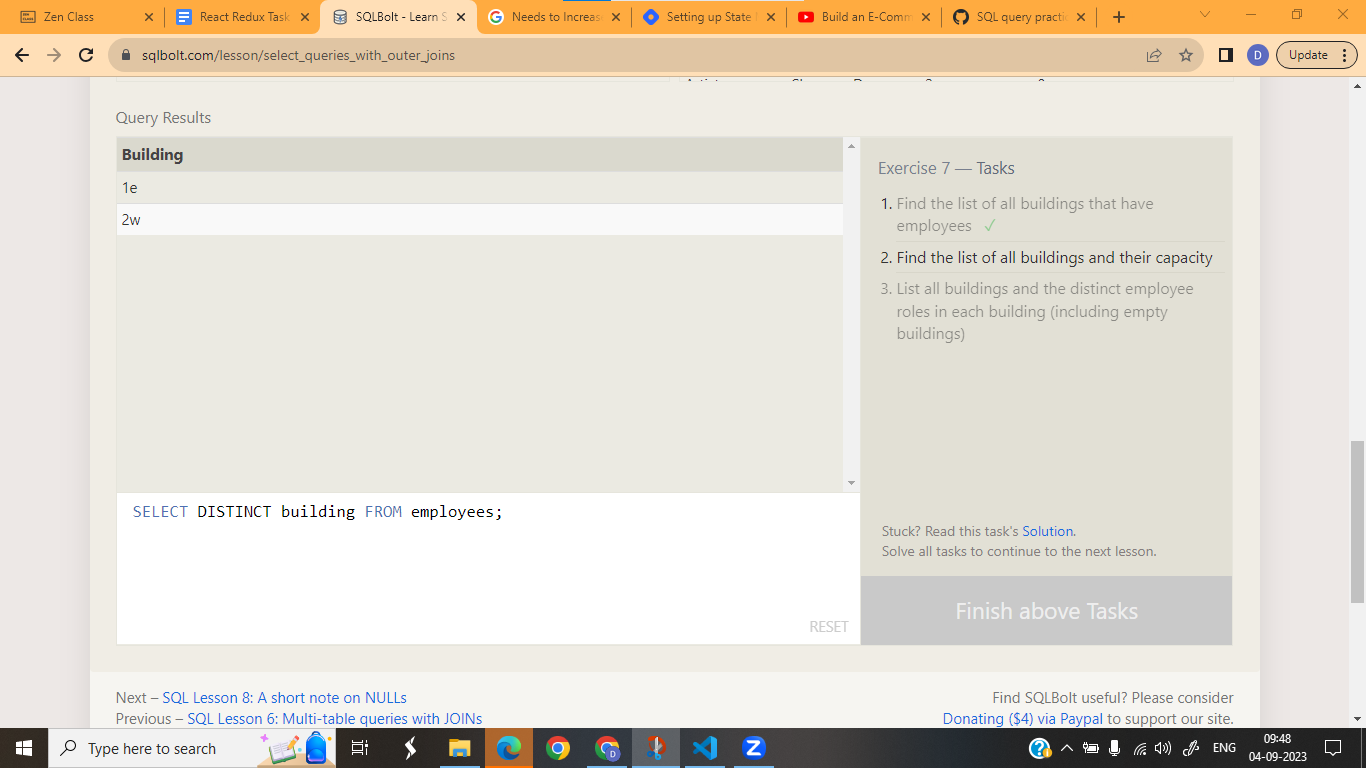 Zen Class
React Redux Task
SQLBolt - Learn S
Needs to Increas
Setting up State
Build an E-Comm
SQL query practi
sqlbolt.com/lesson/select_queries_with_outer_joins
D
Update
Query Results
Building
1e
2w
Exercise 7 — Tasks
1. Find the list of all buildings that have
employees ✓
2. Find the list of all buildings and their capacity
3. List all buildings and the distinct employee
roles in each building (including empty
buildings)
SELECT DISTINCT building FROM employees;
RESET
Stuck? Read this task's Solution.
Solve all tasks to continue to the next lesson.
Finish above Tasks
Next – SQL Lesson 8: A short note on NULLs
Previous – SQL Lesson 6: Multi-table queries with JOINs
Find SQLBolt useful? Please consider
Donating ($4) via Paypal to support our site.
Type here to search
ENG
09:48
04-09-2023